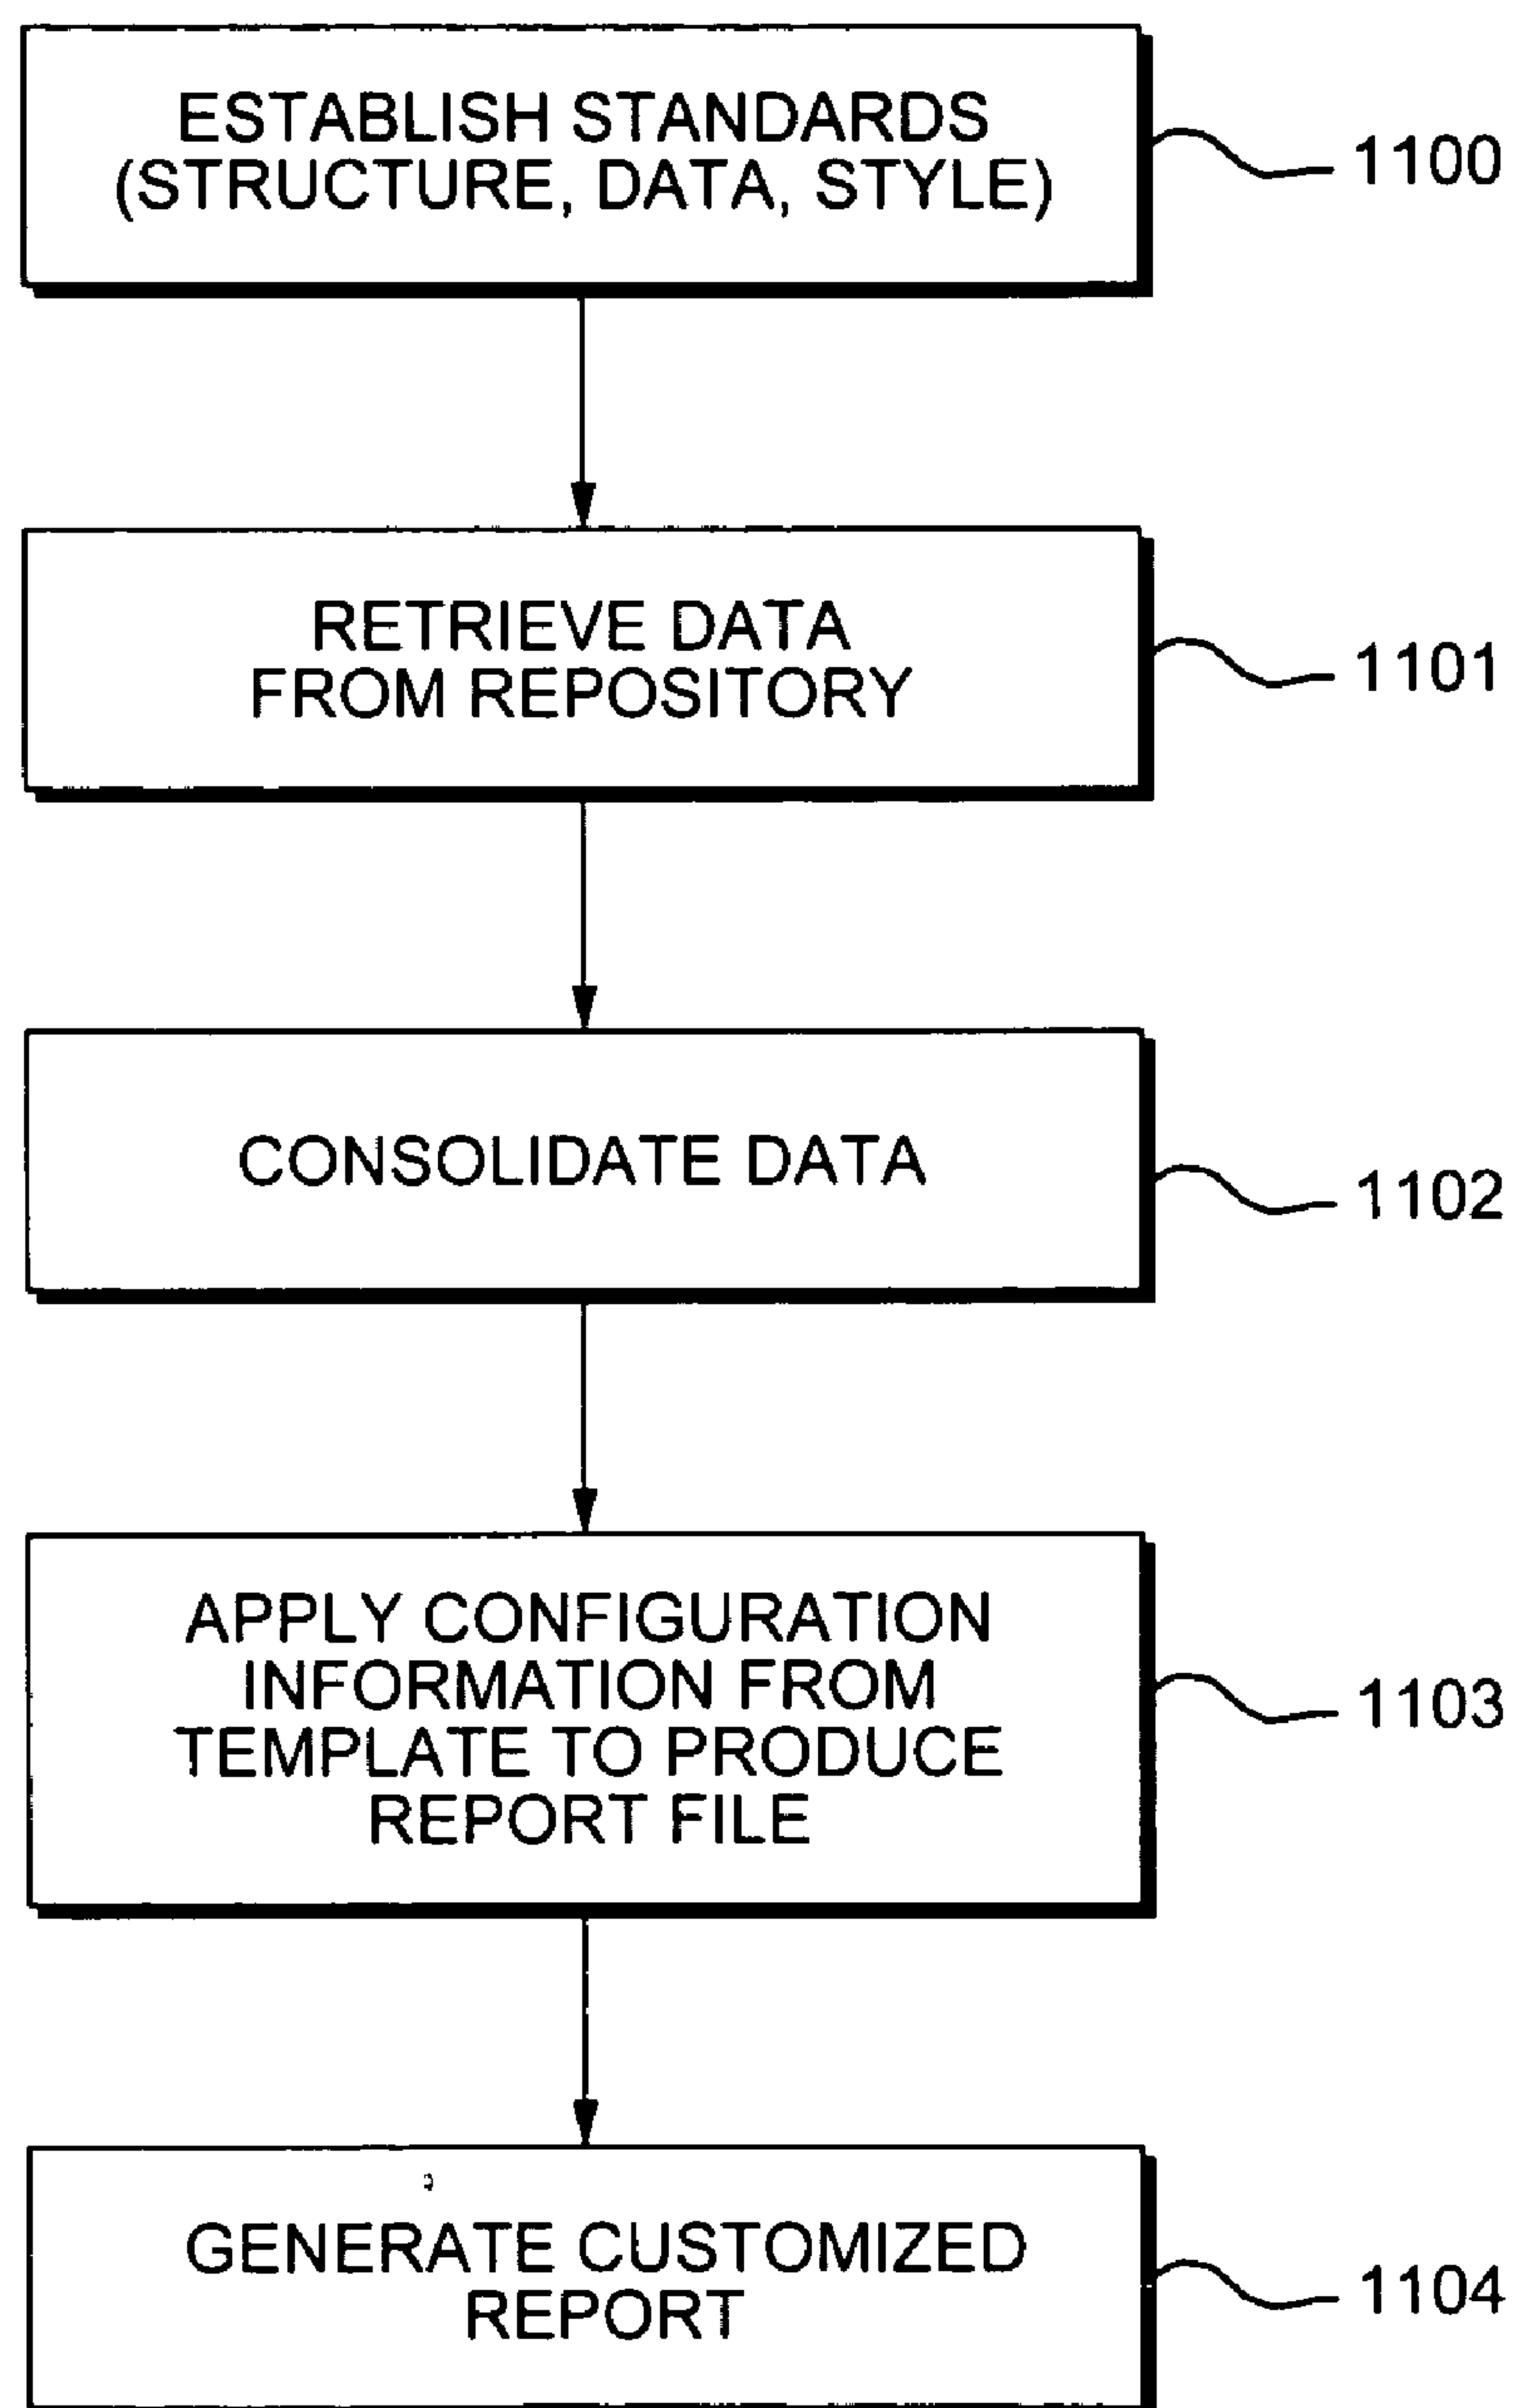 ESTABLISH STANDARDS
(STRUCTURE, DATA, STYLE)
1100
RETRIEVE DATA
FROM REPOSITORY
1101
CONSOLIDATE DATA
1102
APPLY CONFIGURATION
INFORMATION FROM
TEMPLATE TO PRODUCE
REPORT FILE
1103
GENERATE CUSTOMIZED
REPORT
1104